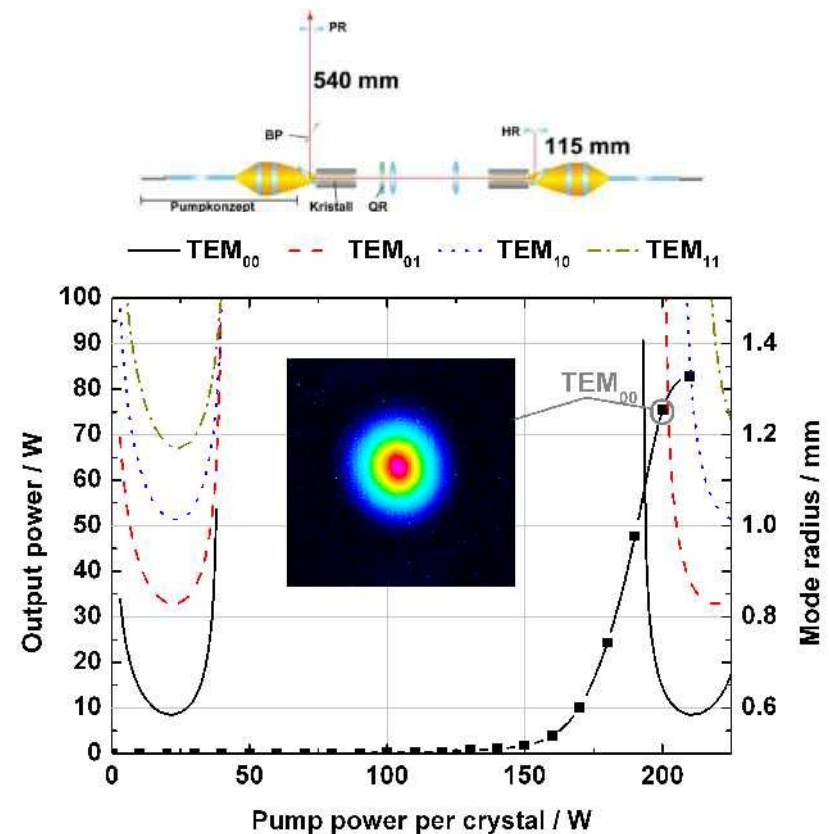 PR
540 mm
BP
HR
115 mm
Pumpkonzept
Kristall
QR
TEM00 TEM01 TEM10 TEM11
100
90
80
70
60
50
40
30
20
10
0
Output power / W
TEM00
1.4
1.2
1.0
0.8
0.6
Mode radius / mm
0 50 100 150 200
Pump power per crystal / W